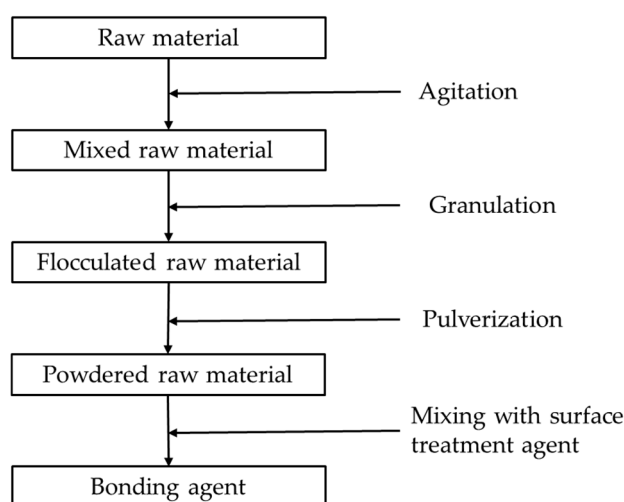 Raw material
Agitation
Mixed raw material
Granulation
Flocculated raw material
Pulverization
Powdered raw material
Mixing with surface
treatment agent
Bonding agent